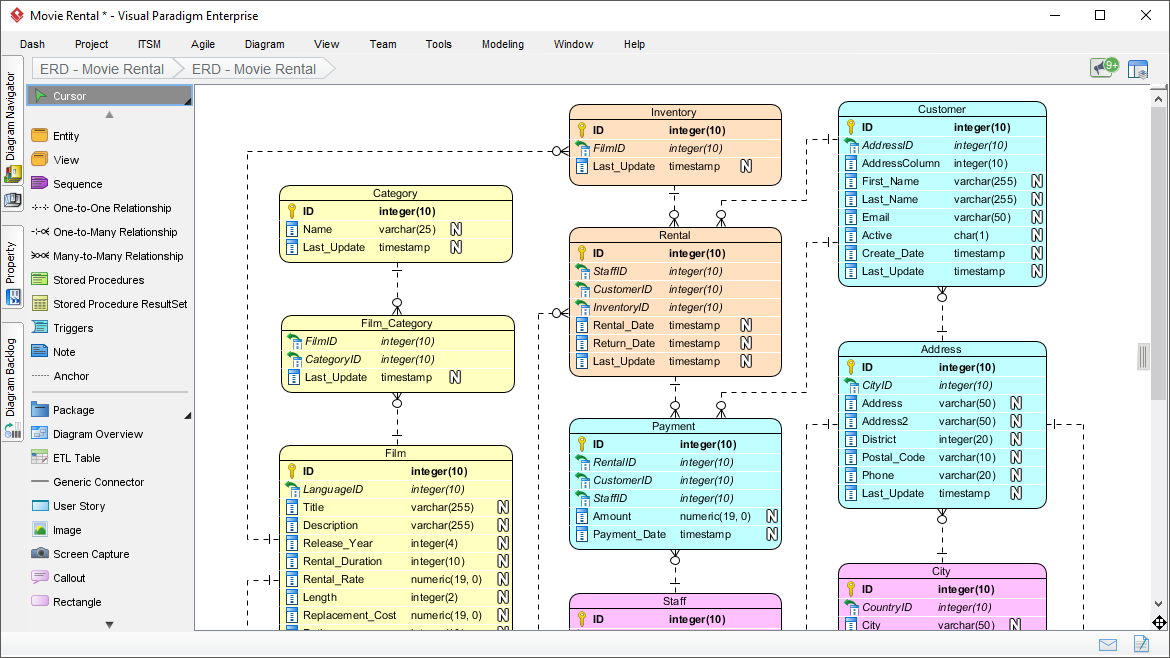 Movie Rental * - Visual Paradigm Enterprise
Dash Project ITSM Agile Diagram View Team Tools Modeling Window Help
ERD - Movie Rental ERD - Movie Rental
9+
Diagram Navigator
Property
Diagram Backlog
Cursor
Entity
View
Sequence
One-to-One Relationship
One-to-Many Relationship
Many-to-Many Relationship
Stored Procedures
Stored Procedure ResultSet
Triggers
Note
Anchor
Package
Diagram Overview
ETL Table
Generic Connector
User Story
Image
Screen Capture
Callout
Rectangle
Category
ID integer(10)
Name varchar(25) N
Last_Update timestamp N
Film_Category
FilmID integer(10)
CategoryID integer(10)
Last_Update timestamp N
Film
ID integer(10)
LanguageID integer(10)
Title varchar(255) N
Description varchar(255) N
Release_Year integer(4) N
Rental_Duration integer(10) N
Rental_Rate numeric(19, 0) N
Length integer(2) N
Replacement_Cost numeric(19, 0) N
Inventory
ID integer(10)
FilmID integer(10)
Last_Update timestamp N
Rental
ID integer(10)
StaffID integer(10)
CustomerID integer(10)
InventoryID integer(10)
Rental_Date timestamp N
Return_Date timestamp N
Last_Update timestamp N
Payment
ID integer(10)
RentalID integer(10)
CustomerID integer(10)
StaffID integer(10)
Amount numeric(19, 0) N
Payment_Date timestamp N
Staff
ID integer(10)
Customer
ID integer(10)
AddressID integer(10)
AddressColumn integer(10)
First_Name varchar(255) N
Last_Name varchar(255) N
Email varchar(50) N
Active char(1) N
Create_Date timestamp N
Last_Update timestamp N
Address
ID integer(10)
CityID integer(10)
Address varchar(50) N
Address2 varchar(50) N
District integer(20) N
Postal_Code varchar(10) N
Phone varchar(20) N
Last_Update timestamp N
City
ID integer(10)
CountryID integer(10)
City varchar(50) N